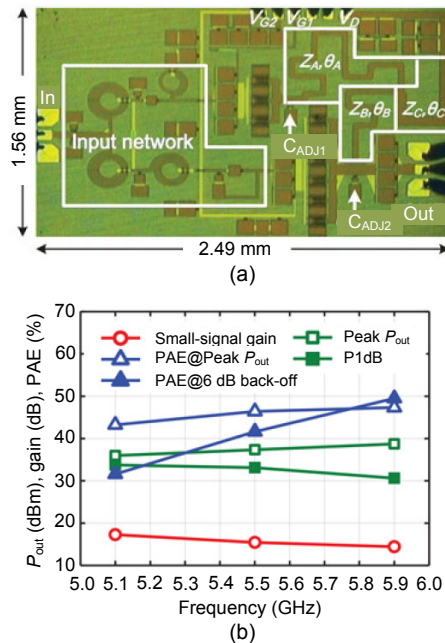 V_G2 V_G1 V_D
Z_A, θ_A
Z_B, θ_B
Z_C, θ_C
In
Input network
C_ADJ1
C_ADJ2
Out
1.56 mm
2.49 mm
(a)
P_out (dBm), gain (dB), PAE (%)
70
60
50
40
30
20
10
Small-signal gain
PAE@Peak P_out
PAE@6 dB back-off
Peak P_out
P1dB
5.0 5.1 5.2 5.3 5.4 5.5 5.6 5.7 5.8 5.9 6.0
Frequency (GHz)
(b)